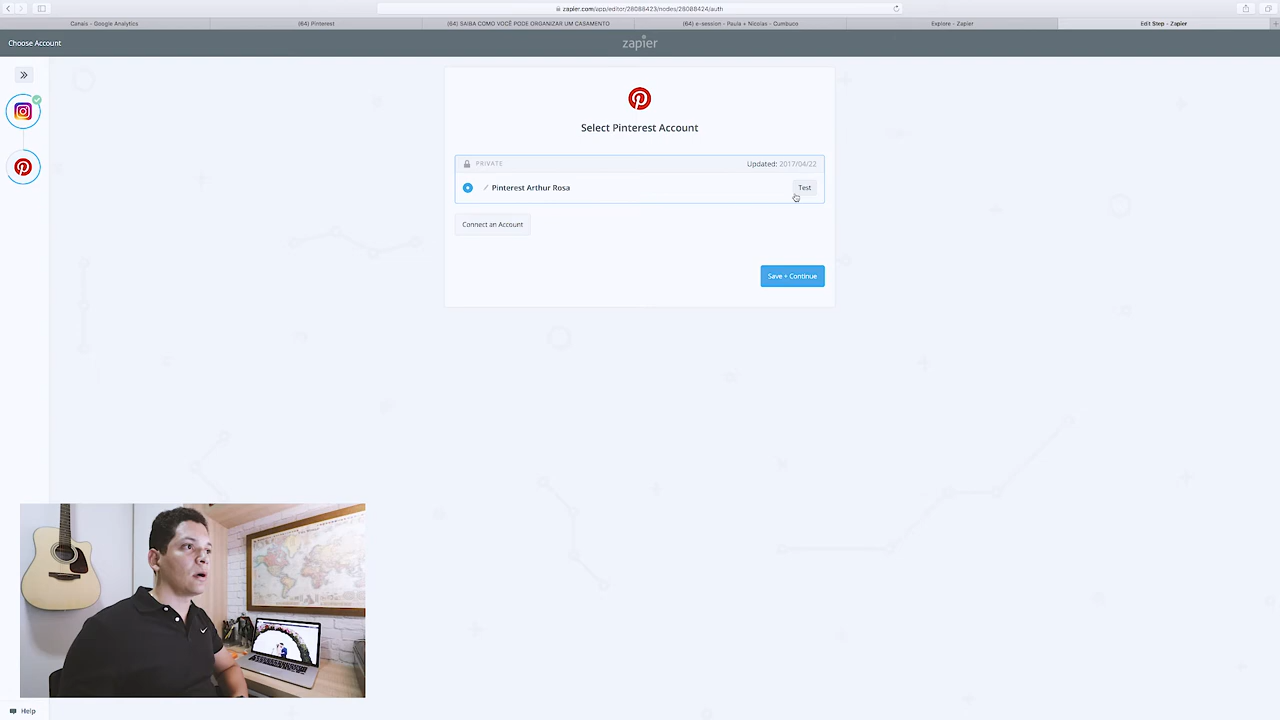 zapier.com/app/editor/28086423/nodes/28088424/auth
Canais - Google Analytics
(64) Pinterest
(64) SAIBA COMO VOCÊ PODE ORGANIZAR UM CASAMENTO
(64) e-session - Paula + Nicolas - Cumbuco
Explore - Zapier
Edit Step - Zapier
Choose Account
zapier
Select Pinterest Account
PRIVATE
Updated: 2017/04/22
Pinterest Arthur Rosa
Test
Connect an Account
Save + Continue
Help